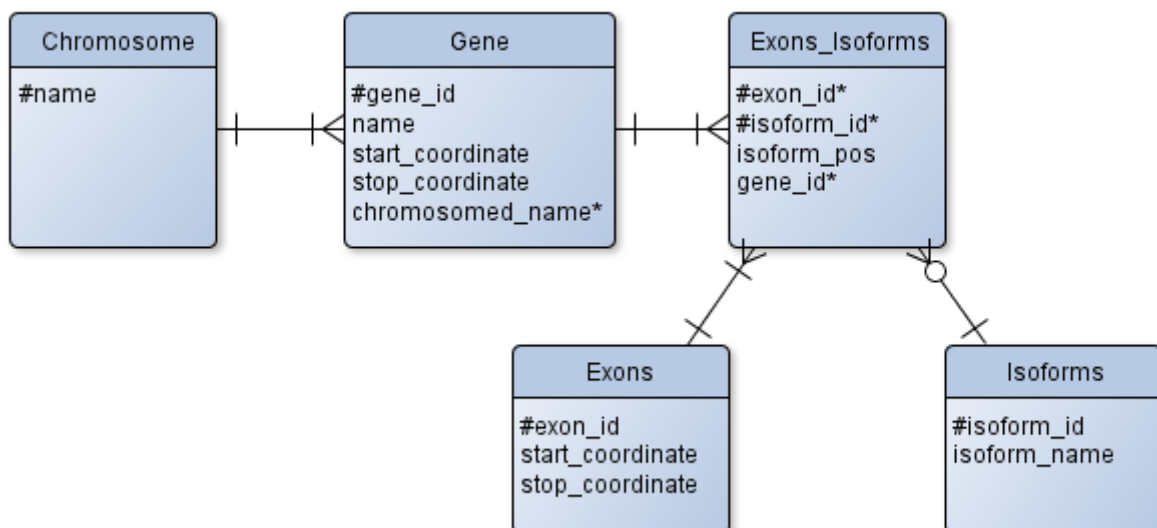 Chromosome
#name
Gene
#gene_id
name
start_coordinate
stop_coordinate
chromosomed_name*
Exons_Isoforms
#exon_id*
#isoform_id*
isoform_pos
gene_id*
Exons
#exon_id
start_coordinate
stop_coordinate
Isoforms
#isoform_id
isoform_name